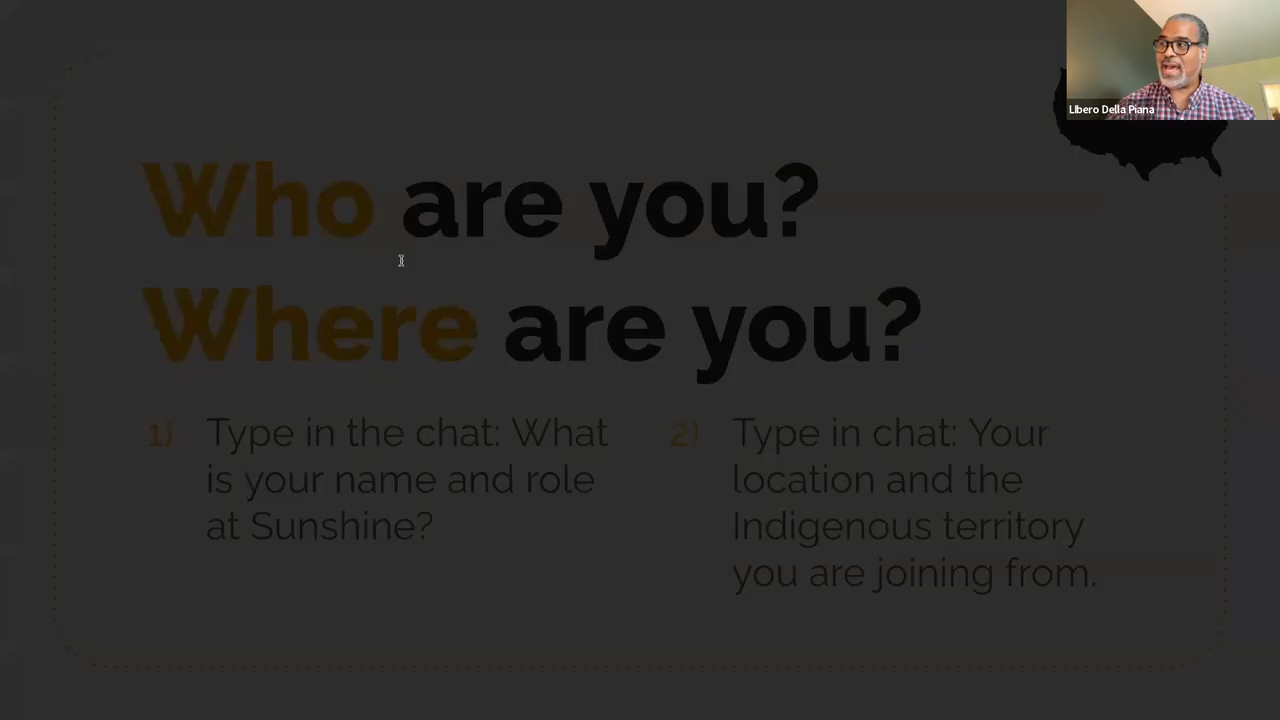 Libero Della Piana
Who are you?
Where are you?
1) Type in the chat: What
is your name and role
at Sunshine?
2) Type in chat: Your
location and the
Indigenous territory
you are joining from.